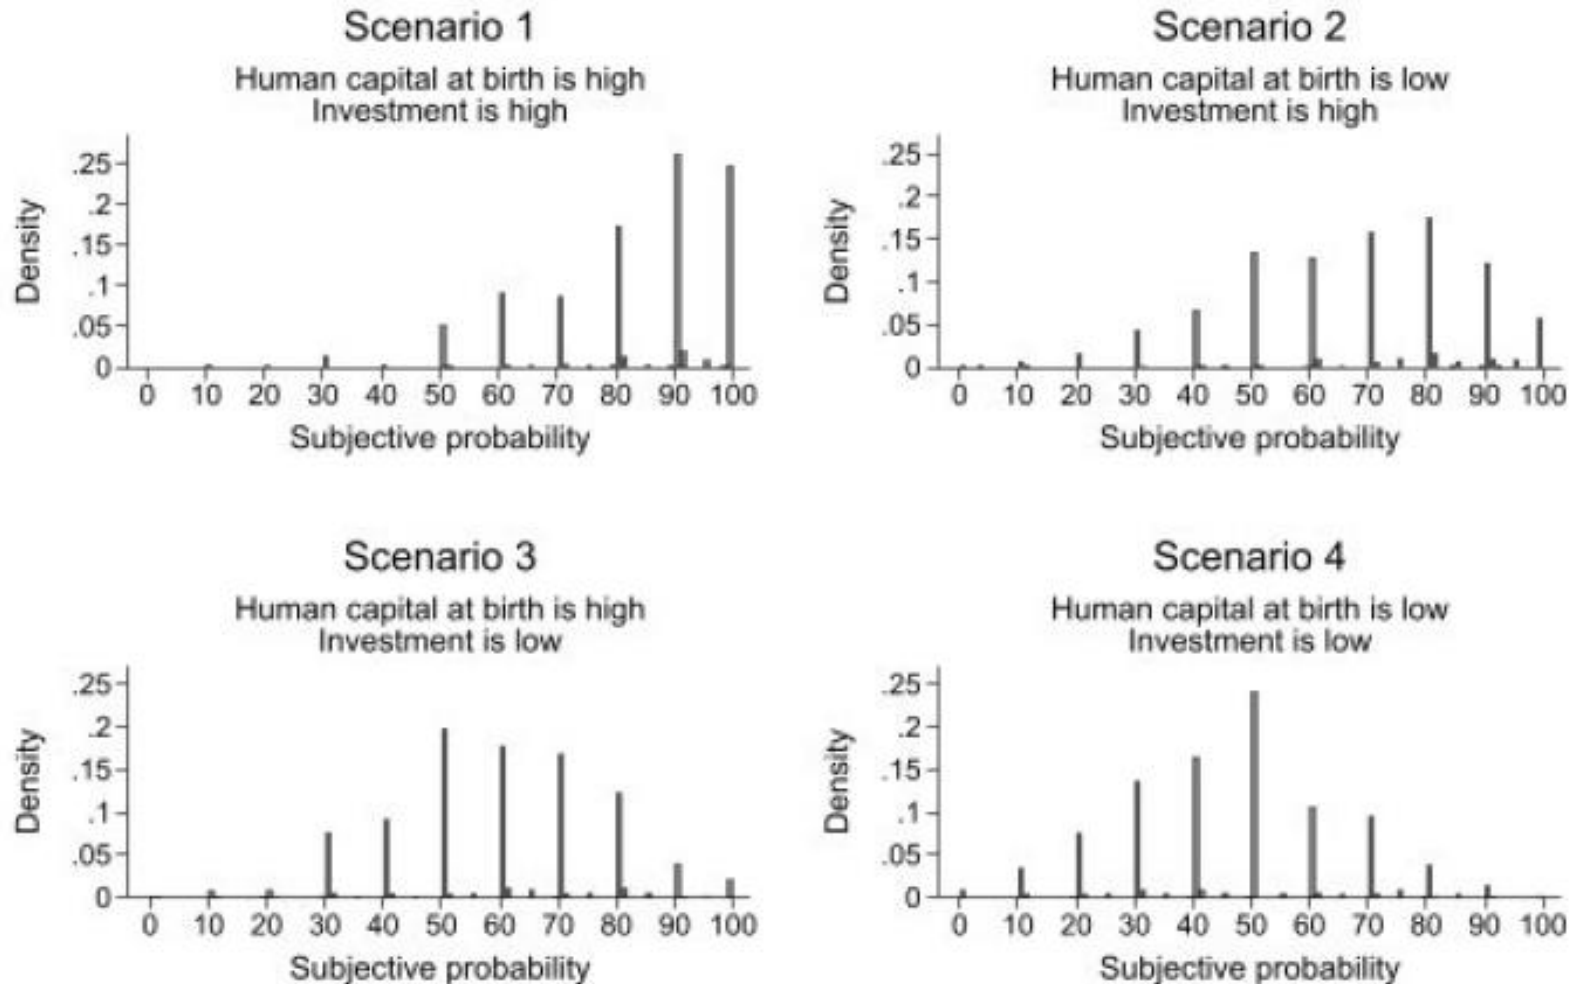 Scenario 1
Human capital at birth is high
Investment is high
.25
.2
.15
.1
.05
0
Density
0 10 20 30 40 50 60 70 80 90 100
Subjective probability
Scenario 2
Human capital at birth is low
Investment is high
.25
.2
.15
.1
.05
0
Density
0 10 20 30 40 50 60 70 80 90 100
Subjective probability
Scenario 3
Human capital at birth is high
Investment is low
.25
.2
.15
.1
.05
0
Density
0 10 20 30 40 50 60 70 80 90 100
Subjective probability
Scenario 4
Human capital at birth is low
Investment is low
.25
.2
.15
.1
.05
0
Density
0 10 20 30 40 50 60 70 80 90 100
Subjective probability